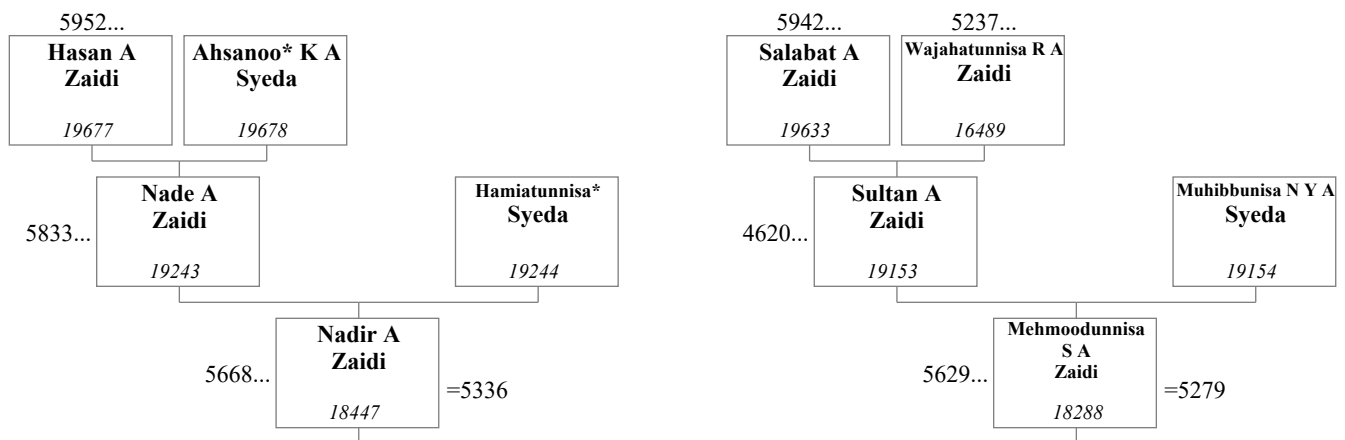 5952...
Hasan A
Zaidi
19677
Ahsanoo* K A
Syeda
19678
5942...
Salabat A
Zaidi
19633
5237...
Wajahatunnisa R A
Zaidi
16489
5833...
Nade A
Zaidi
19243
Hamiatunnisa*
Syeda
19244
4620...
Sultan A
Zaidi
19153
Muhibbunisa N Y A
Syeda
19154
5668...
Nadir A
Zaidi
18447
=5336
5629...
Mehmoodunnisa
S A
Zaidi
18288
=5279